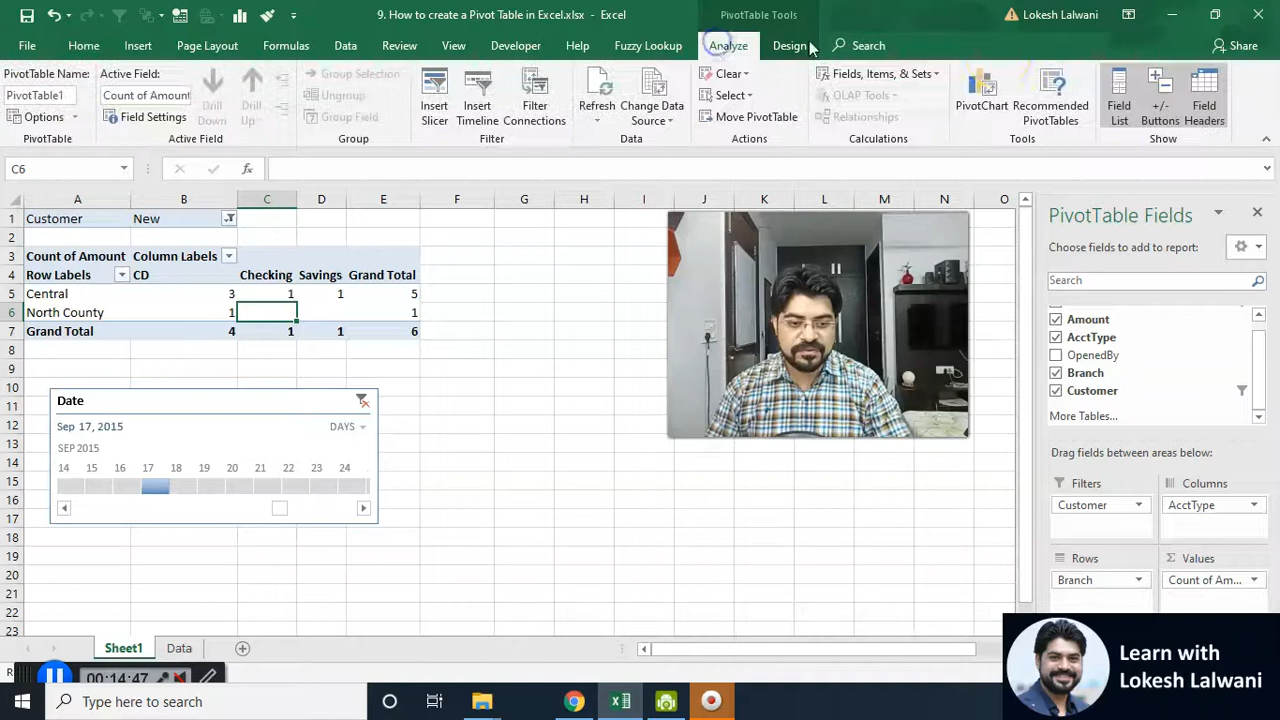 9. How to create a Pivot Table in Excel.xlsx - Excel
PivotTable Tools
Lokesh Lalwani
File Home Insert Page Layout Formulas Data Review View Developer Help Fuzzy Lookup Analyze Design Search Share
PivotTable Name:
PivotTable1
Options
PivotTable
Active Field:
Count of Amount
Field Settings
Drill Down
Drill Up
Active Field
Group Selection
Ungroup
Group Field
Group
Insert Slicer
Insert Timeline
Filter Connections
Filter
Refresh
Change Data Source
Data
Clear
Select
Move PivotTable
Actions
Fields, Items, & Sets
OLAP Tools
Relationships
Calculations
PivotChart
Recommended PivotTables
Tools
Field List
+/- Buttons
Field Headers
Show
C6
fx
A B C D E F G H I J K L M N O
1 Customer New
2
3 Count of Amount Column Labels
4 Row Labels CD Checking Savings Grand Total
5 Central 3 1 1 5
6 North County 1 1
7 Grand Total 4 1 1 6
8
9
10
11
12
13
14
15
16
17
18
19
20
21
22
23
Date
Sep 17, 2015 DAYS
SEP 2015
14 15 16 17 18 19 20 21 22 23 24
PivotTable Fields
Choose fields to add to report:
Search
Amount
AcctType
OpenedBy
Branch
Customer
More Tables...
Drag fields between areas below:
Filters Columns
Customer AcctType
Rows Σ Values
Branch Count of Am...
Sheet1 Data
00:14:47
Learn with
Lokesh Lalwani
Type here to search